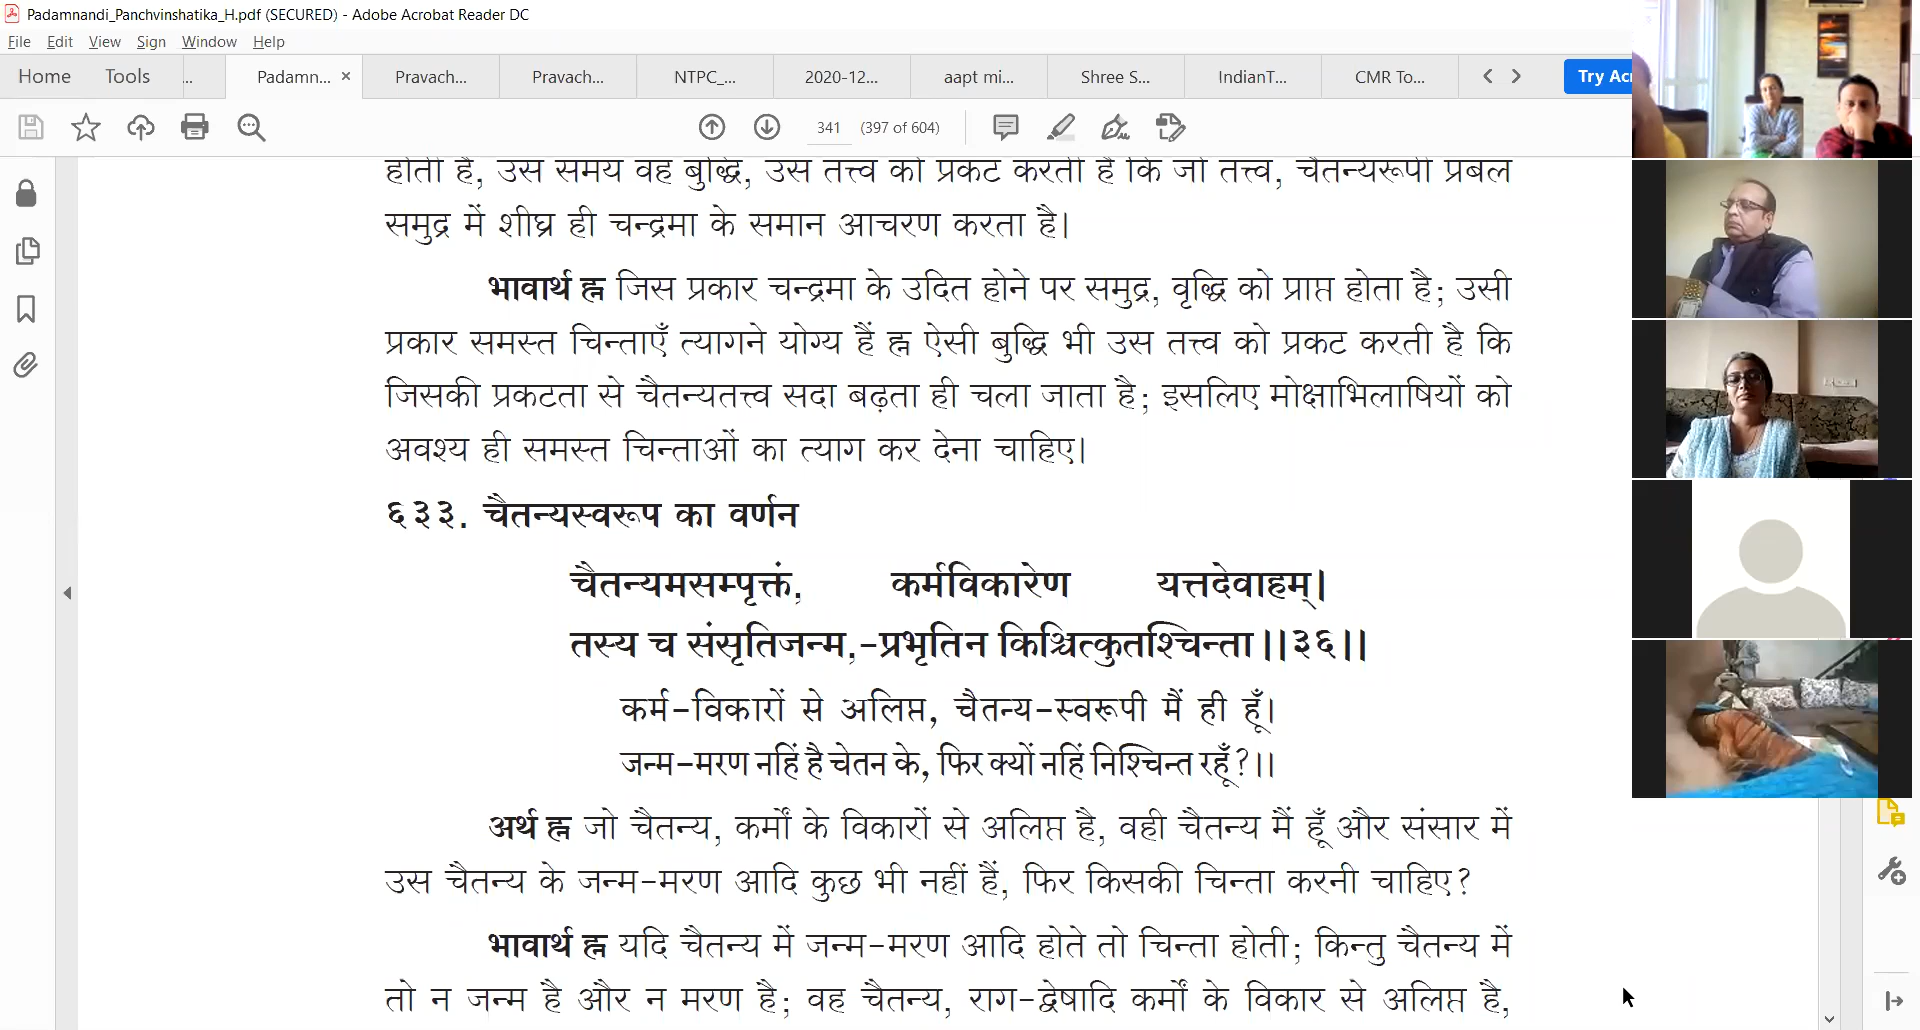 Padamnandi_Panchvinshatika_H.pdf (SECURED) - Adobe Acrobat Reader DC
File Edit View Sign Window Help
Home Tools ... Padamn... × Pravach... Pravach... NTPC_... 2020-12... aapt mi... Shree S... IndianT... CMR To... Try Acr
341 (397 of 604)
होती है, उस समय वह बुद्धि, उस तत्त्व को प्रकट करती है कि जो तत्त्व, चैतन्यरूपी प्रबल
समुद्र में शीघ्र ही चन्द्रमा के समान आचरण करता है।
भावार्थ ह्न जिस प्रकार चन्द्रमा के उदित होने पर समुद्र, वृद्धि को प्राप्त होता है; उसी
प्रकार समस्त चिन्ताएँ त्यागने योग्य हैं ह्न ऐसी बुद्धि भी उस तत्त्व को प्रकट करती है कि
जिसकी प्रकटता से चैतन्यतत्त्व सदा बढ़ता ही चला जाता है; इसलिए मोक्षाभिलाषियों को
अवश्य ही समस्त चिन्ताओं का त्याग कर देना चाहिए।
६३३. चैतन्यस्वरूप का वर्णन
चैतन्यमसम्पृक्तं, कर्मविकारेण यत्तदेवाहम्।
तस्य च संसृतिजन्म,-प्रभृतिन किञ्चित्कुतश्चिन्ता।।३६।।
कर्म-विकारों से अलिप्त, चैतन्य-स्वरूपी मैं ही हूँ।
जन्म-मरण नहिं है चेतन के, फिर क्यों नहिं निश्चिन्त रहूँ?।।
अर्थ ह्न जो चैतन्य, कर्मों के विकारों से अलिप्त है, वही चैतन्य मैं हूँ और संसार में
उस चैतन्य के जन्म-मरण आदि कुछ भी नहीं हैं, फिर किसकी चिन्ता करनी चाहिए?
भावार्थ ह्न यदि चैतन्य में जन्म-मरण आदि होते तो चिन्ता होती; किन्तु चैतन्य में
तो न जन्म है और न मरण है; वह चैतन्य, राग-द्वेषादि कर्मों के विकार से अलिप्त है,